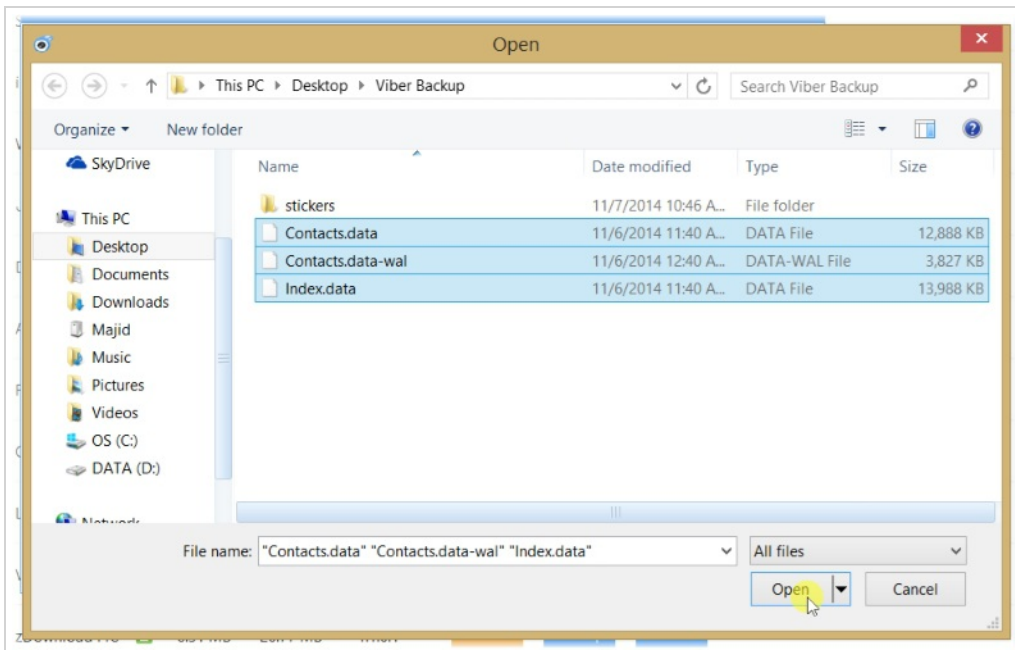 Open
This PC Desktop Viber Backup Search Viber Backup
Organize New folder
SkyDrive
This PC
Desktop
Documents
Downloads
Majid
Music
Pictures
Videos
OS (C:)
DATA (D:)
Network
Name Date modified Type Size
stickers 11/7/2014 10:46 A... File folder
Contacts.data 11/6/2014 11:40 A... DATA File 12,888 KB
Contacts.data-wal 11/6/2014 12:40 A... DATA-WAL File 3,827 KB
Index.data 11/6/2014 11:40 A... DATA File 13,988 KB
File name: "Contacts.data" "Contacts.data-wal" "Index.data" All files
Open Cancel